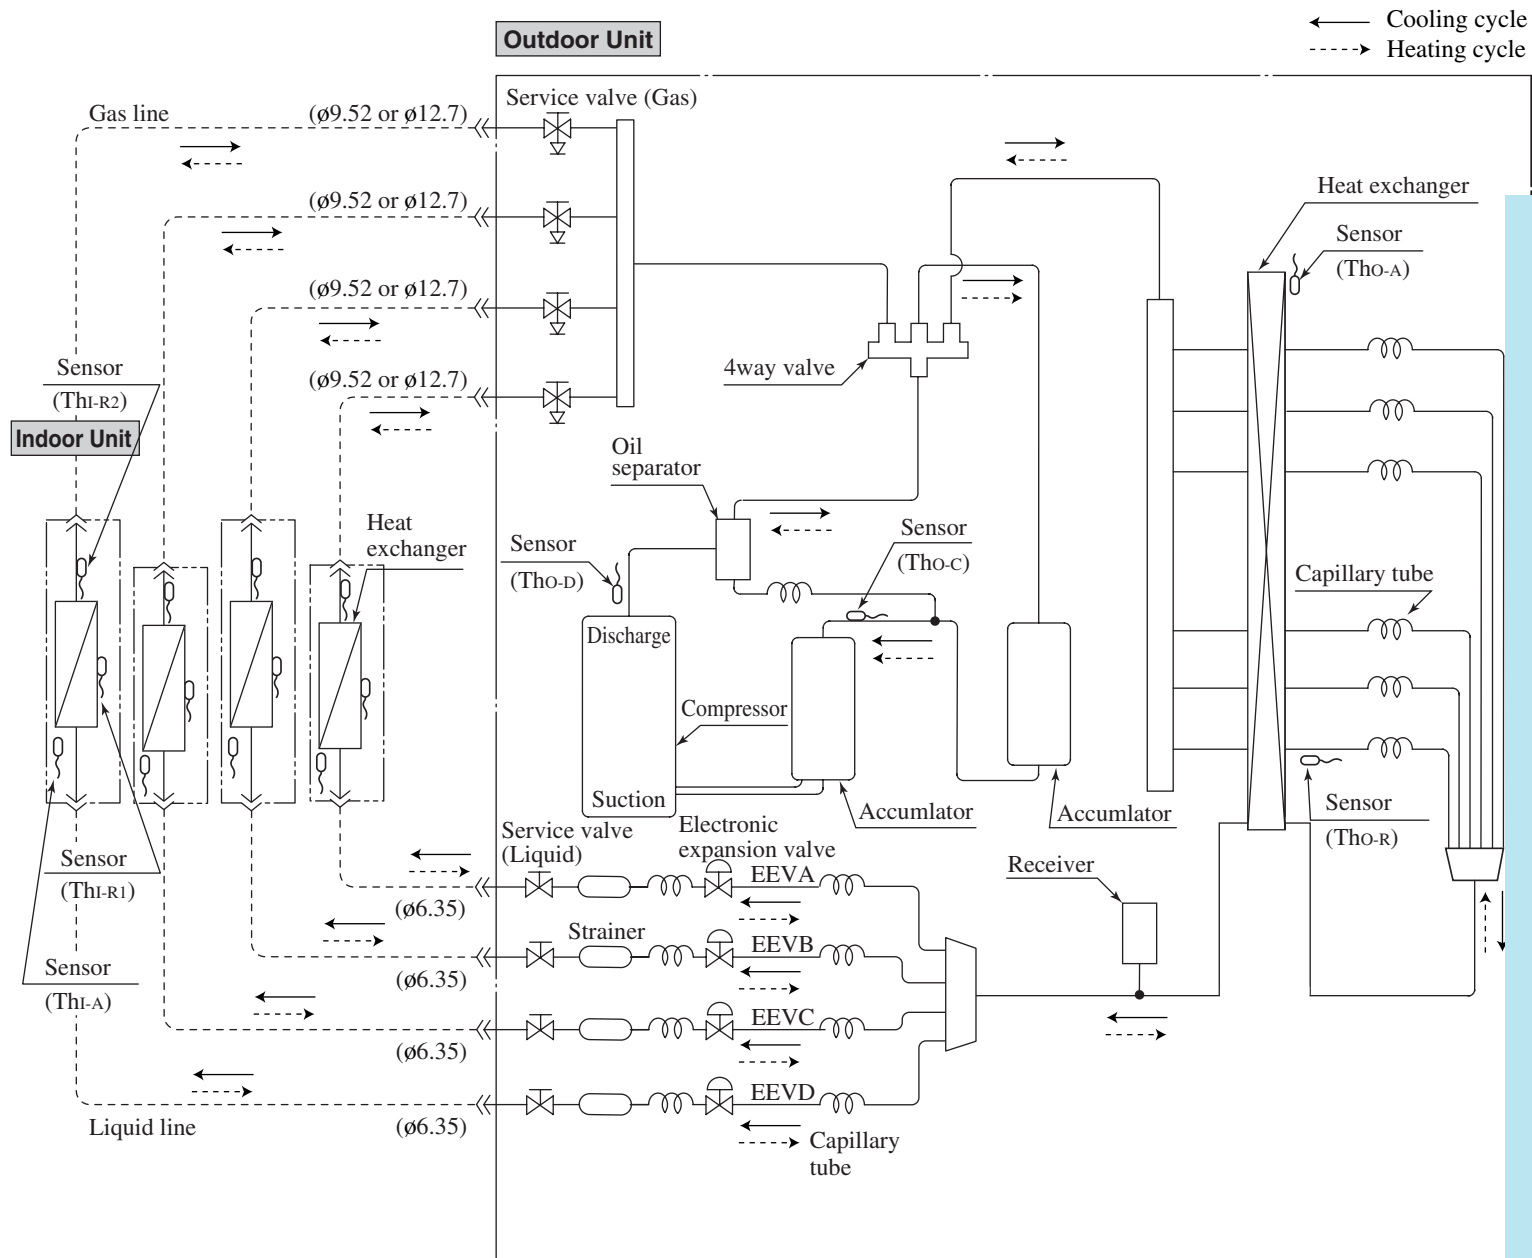 Cooling cycle
Heating cycle
Outdoor Unit
Service valve (Gas)
Gas line
(ø9.52 or ø12.7)
(ø9.52 or ø12.7)
(ø9.52 or ø12.7)
(ø9.52 or ø12.7)
Heat exchanger
Sensor
(ThO-A)
4way valve
Sensor
(ThI-R2)
Indoor Unit
Oil
separator
Heat
exchanger
Sensor
(ThO-D)
Sensor
(ThO-C)
Capillary tube
Discharge
Compressor
Suction
Accumlator
Accumlator
Sensor
(ThO-R)
Service valve
(Liquid)
Electronic
expansion valve
EEVA
Receiver
Sensor
(ThI-R1)
(ø6.35)
Strainer
EEVB
Sensor
(ThI-A)
(ø6.35)
EEVC
(ø6.35)
EEVD
Liquid line
(ø6.35)
Capillary
tube